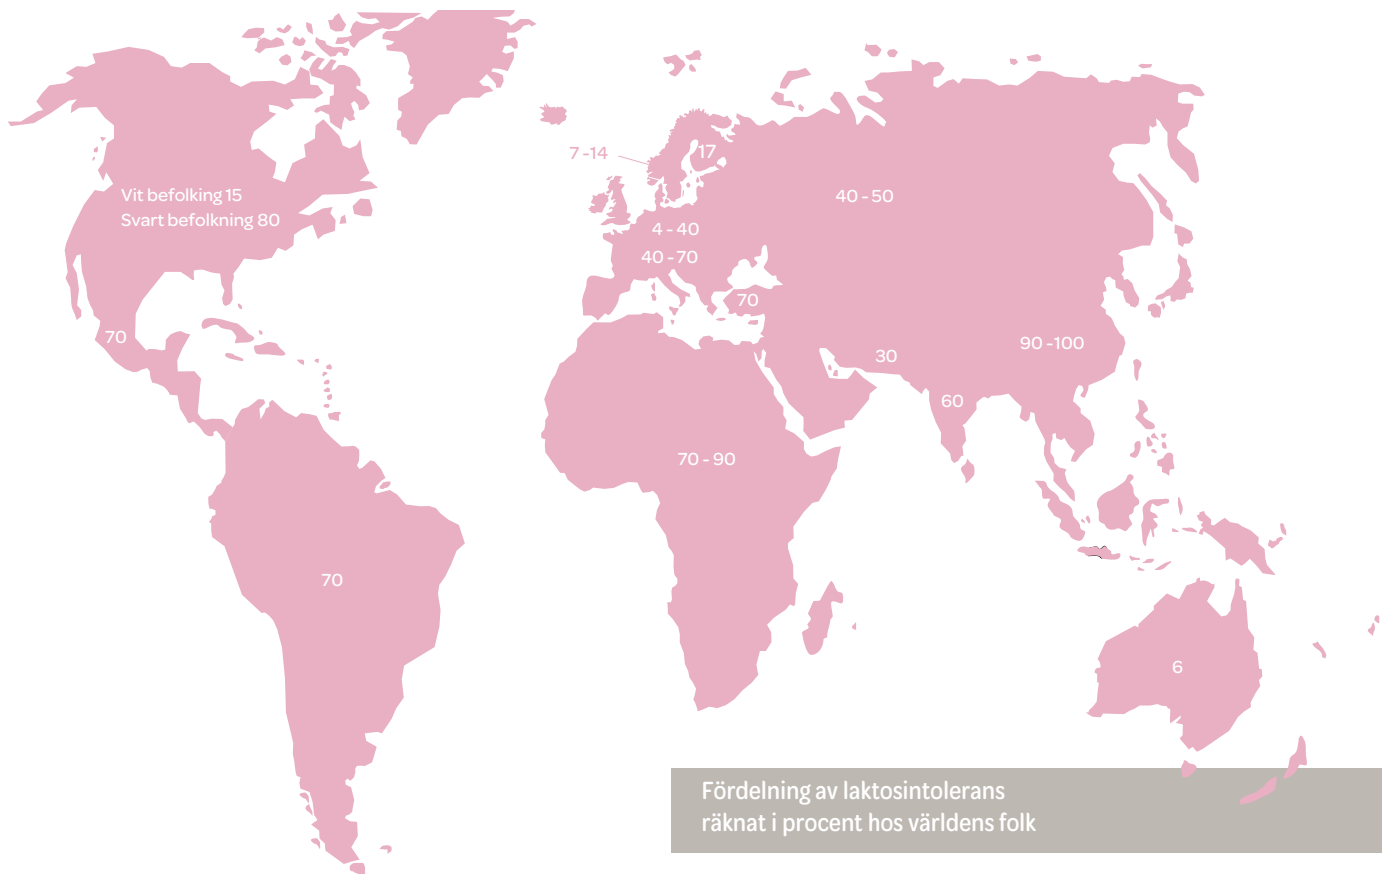 7 -14
17
Vit befolking 15
Svart befolkning 80
40 - 50
4 - 40
40 - 70
70
70
90 -100
30
60
70 - 90
70
6
Fördelning av laktosintolerans
räknat i procent hos världens folk